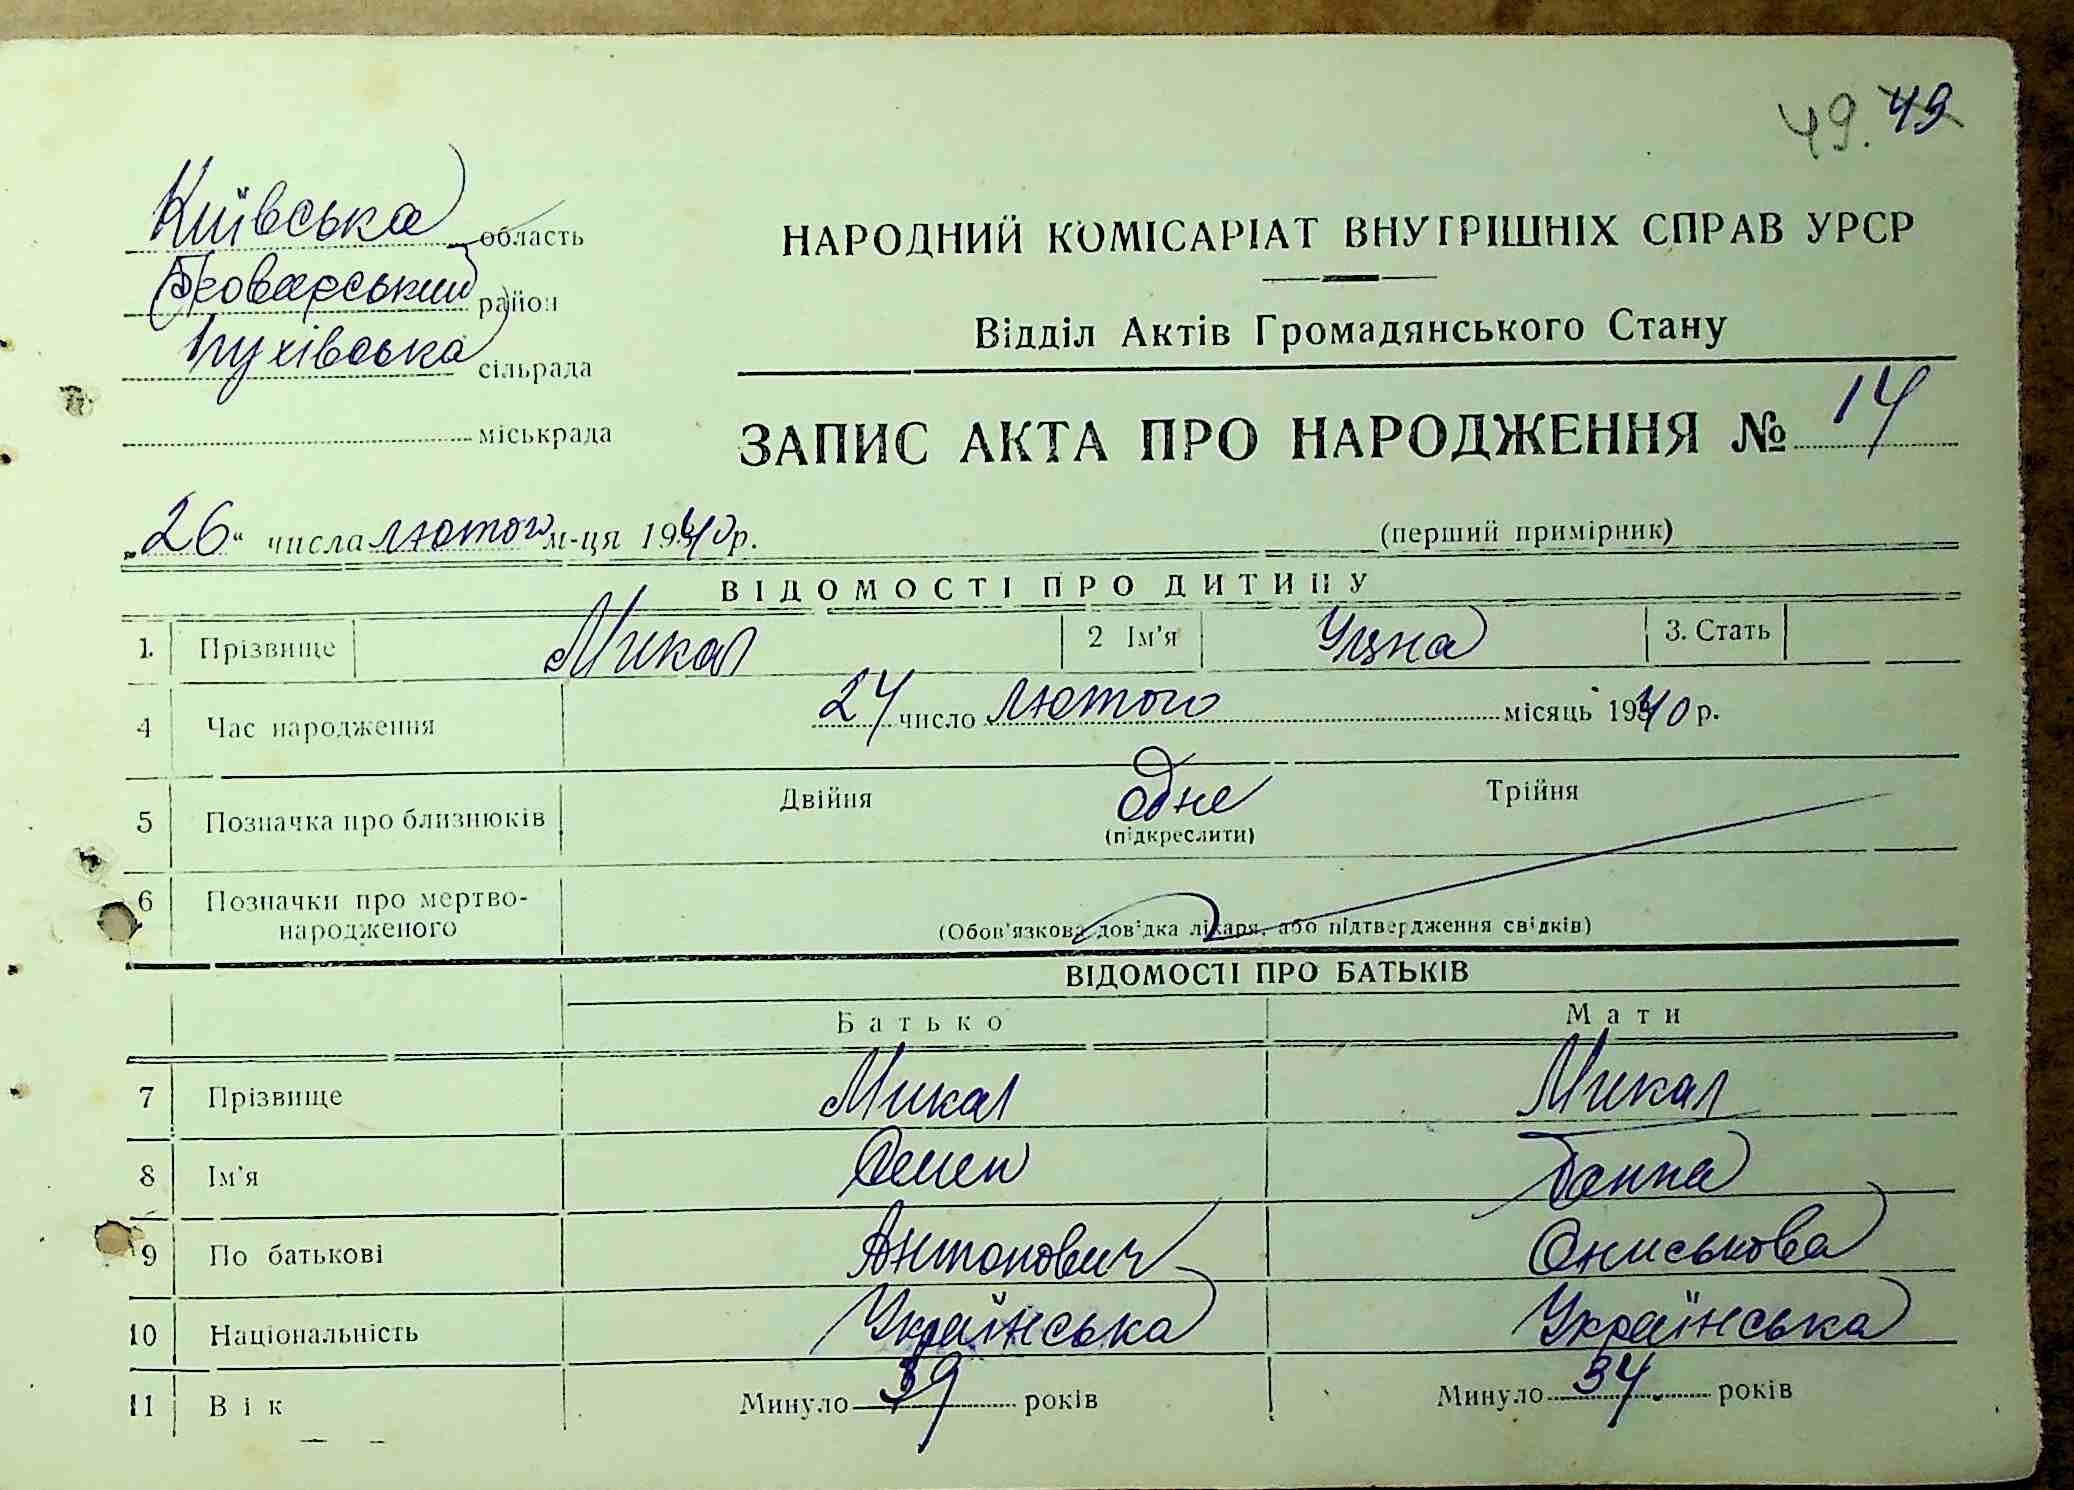 49. 49
Київська область
Броварський район
Пухівська сільрада
міськрада
НАРОДНИЙ КОМІСАРІАТ ВНУТРІШНІХ СПРАВ УРСР
Відділ Актів Громадянського Стану
ЗАПИС АКТА ПРО НАРОДЖЕННЯ № 14
„26“ числа лютого м-ця 1940 р.
(перший примірник)
ВІДОМОСТІ ПРО ДИТИНУ
1. Прізвище Микал 2 Ім'я 3. Стать
4 Час народження 24 число лютого місяць 1940 р.
5 Позначка про близнюків Двійня одне Трійня
(підкреслити)
6 Позначки про мертво-
народженого
(Обов'язкова дов'дка лікаря, або підтвердження свідків)
ВІДОМОСТІ ПРО БАТЬКІВ
Батько Мати
7 Прізвище Микал Микал
8 Ім'я Семен Ганна
9 По батькові Антонович Ониськова
10 Національність Українська Українська
11 Вік Минуло 39 років Минуло 34 років